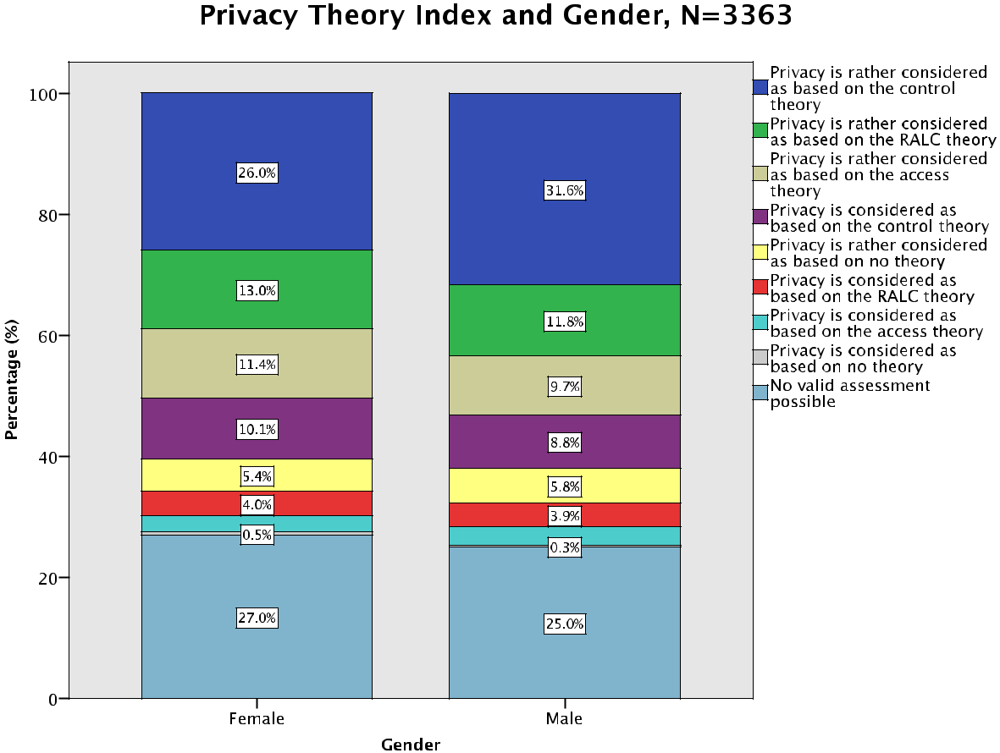 Privacy Theory Index and Gender, N=3363
Privacy is rather considered
as based on the control
theory
Privacy is rather considered
as based on the RALC theory
Privacy is rather considered
as based on the access
theory
Privacy is considered as
based on the control theory
Privacy is rather considered
as based on no theory
Privacy is considered as
based on the RALC theory
Privacy is considered as
based on the access theory
Privacy is considered as
based on no theory
No valid assessment
possible
Percentage (%)
100
80
60
40
20
0
26.0%
13.0%
11.4%
10.1%
5.4%
4.0%
0.5%
27.0%
31.6%
11.8%
9.7%
8.8%
5.8%
3.9%
0.3%
25.0%
Female
Male
Gender